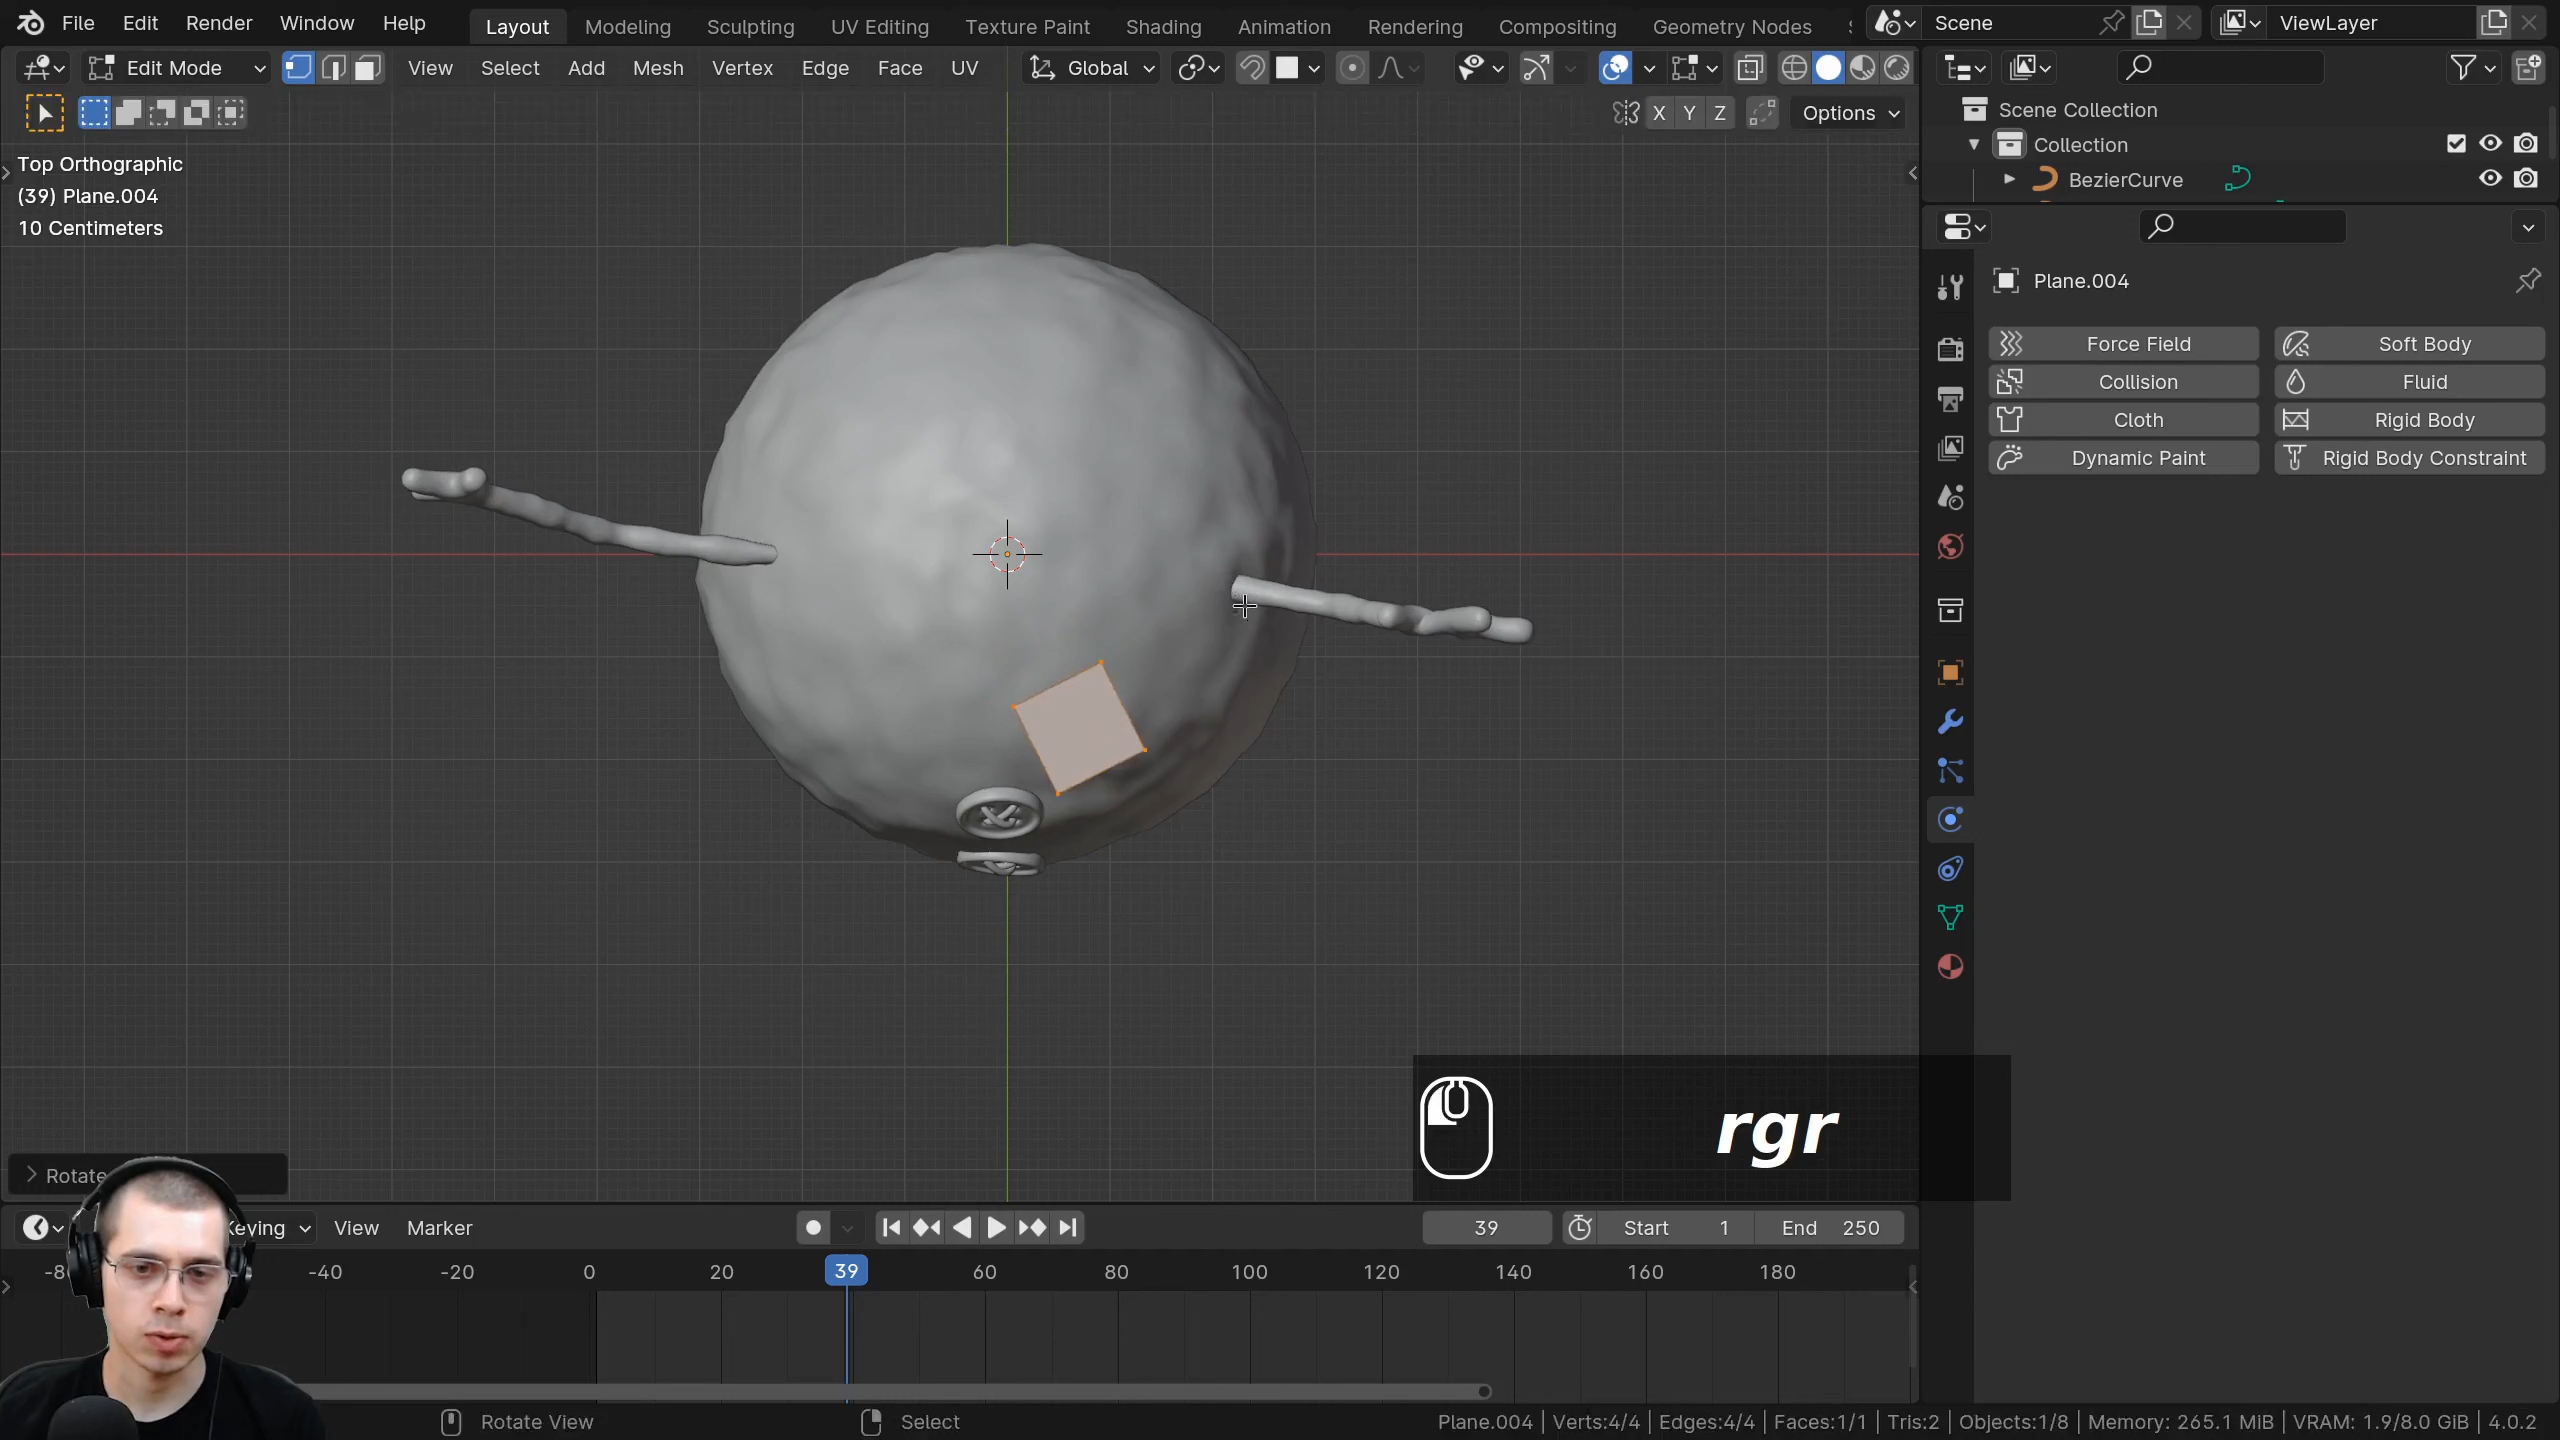 File Edit Render Window Help Layout Modeling Sculpting UV Editing Texture Paint Shading Animation Rendering Compositing Geometry Nodes Scene ViewLayer
Edit Mode View Select Add Mesh Vertex Edge Face UV Global
X Y Z Options
Scene Collection
Collection
BezierCurve
Top Orthographic
(39) Plane.004
10 Centimeters
Plane.004
Force Field Soft Body
Collision Fluid
Cloth Rigid Body
Dynamic Paint Rigid Body Constraint
rgr
Rotate
Keying View Marker 39 Start 1 End 250
-40 -20 0 20 39 60 80 100 120 140 160 180
Rotate View Select Plane.004 | Verts:4/4 | Edges:4/4 | Faces:1/1 | Tris:2 | Objects:1/8 | Memory: 265.1 MiB | VRAM: 1.9/8.0 GiB | 4.0.2